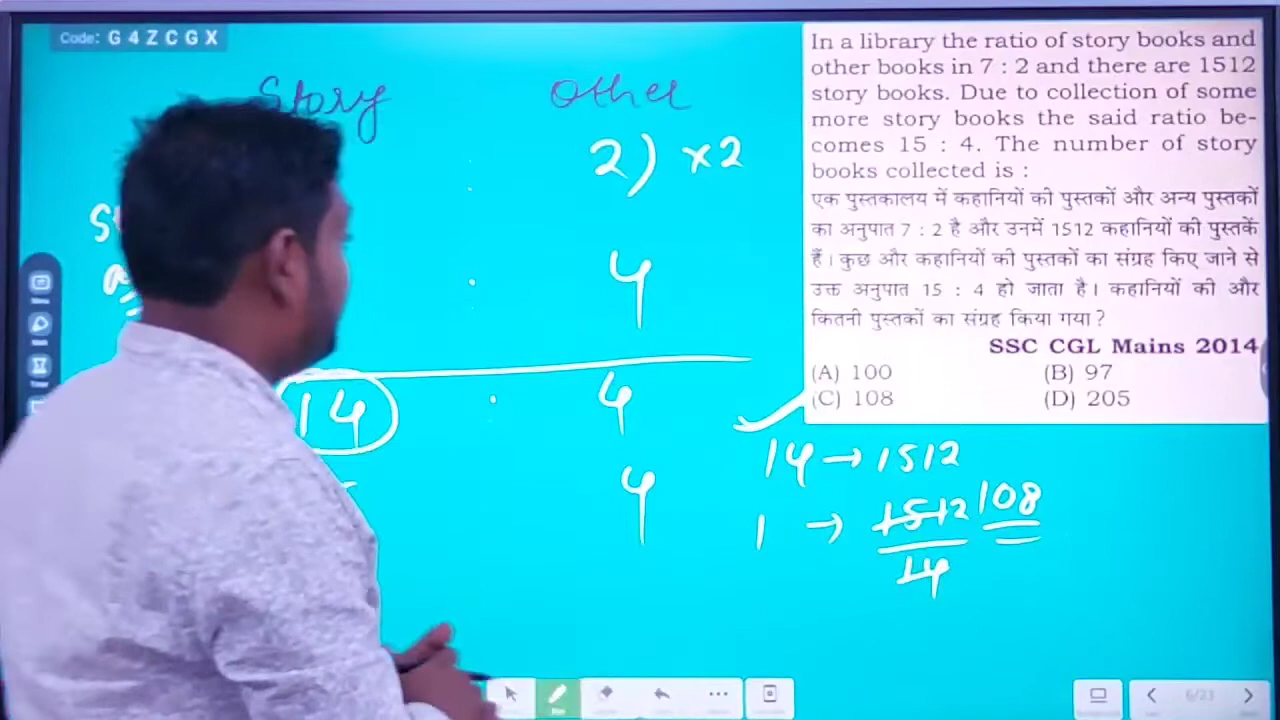 Code: G 4 Z C G X
Story Other
2) ×2
4
14 : 4
4
14 → 1512
1 → 1512 108
14
In a library the ratio of story books and
other books in 7 : 2 and there are 1512
story books. Due to collection of some
more story books the said ratio be-
comes 15 : 4. The number of story
books collected is :
एक पुस्तकालय में कहानियों की पुस्तकों और अन्य पुस्तकों
का अनुपात 7 : 2 है और उनमें 1512 कहानियों की पुस्तकें
हैं। कुछ और कहानियों की पुस्तकों का संग्रह किए जाने से
उक्त अनुपात 15 : 4 हो जाता है। कहानियों की और
कितनी पुस्तकों का संग्रह किया गया ?
SSC CGL Mains 2014
(A) 100 (B) 97
(C) 108 (D) 205
6/23